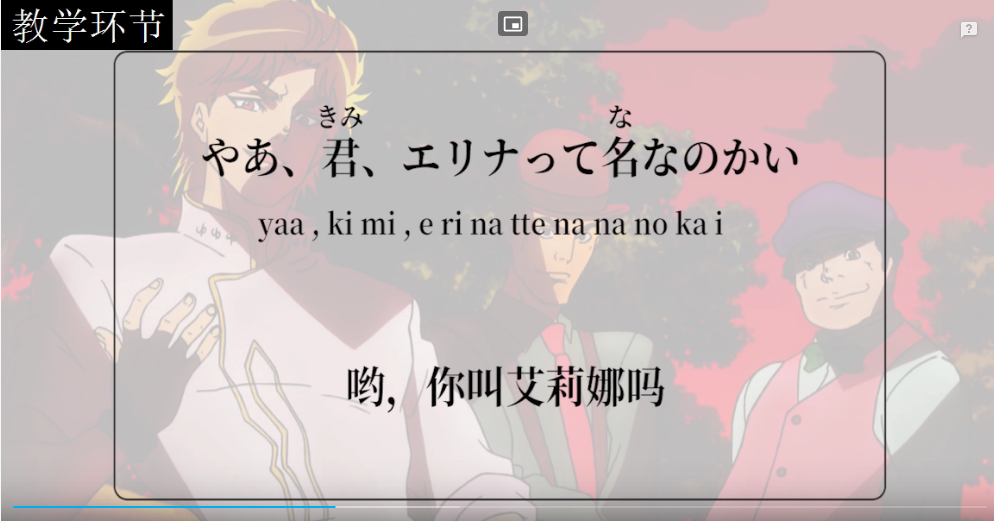 教学环节
きみ な
やあ、君、エリナって名なのかい
yaa , ki mi , e ri na tte na na no ka i
哟，你叫艾莉娜吗